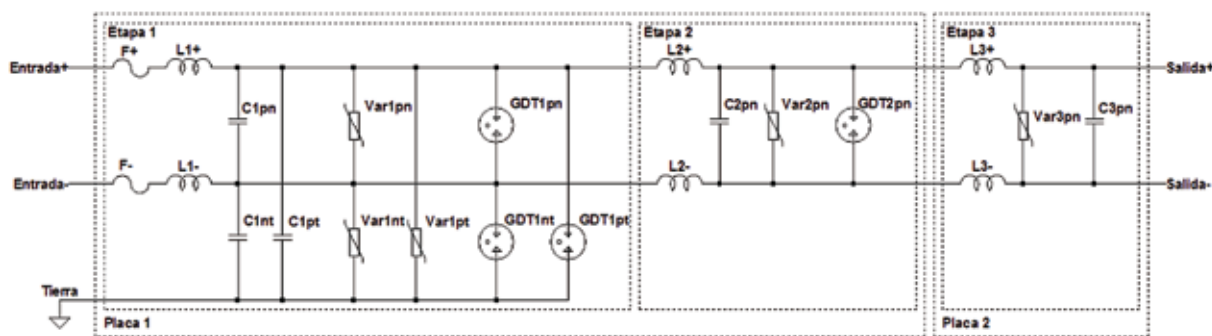 Etapa 1
Etapa 2
Etapa 3
F+
L1+
L2+
L3+
Entrada+
Salida+
C1pn
Var1pn
GDT1pn
C2pn
Var2pn
GDT2pn
Var3pn
C3pn
F-
L1-
L2-
L3-
Entrada-
Salida-
C1nt
C1pt
Var1nt
Var1pt
GDT1nt
GDT1pt
Tierra
Placa 1
Placa 2